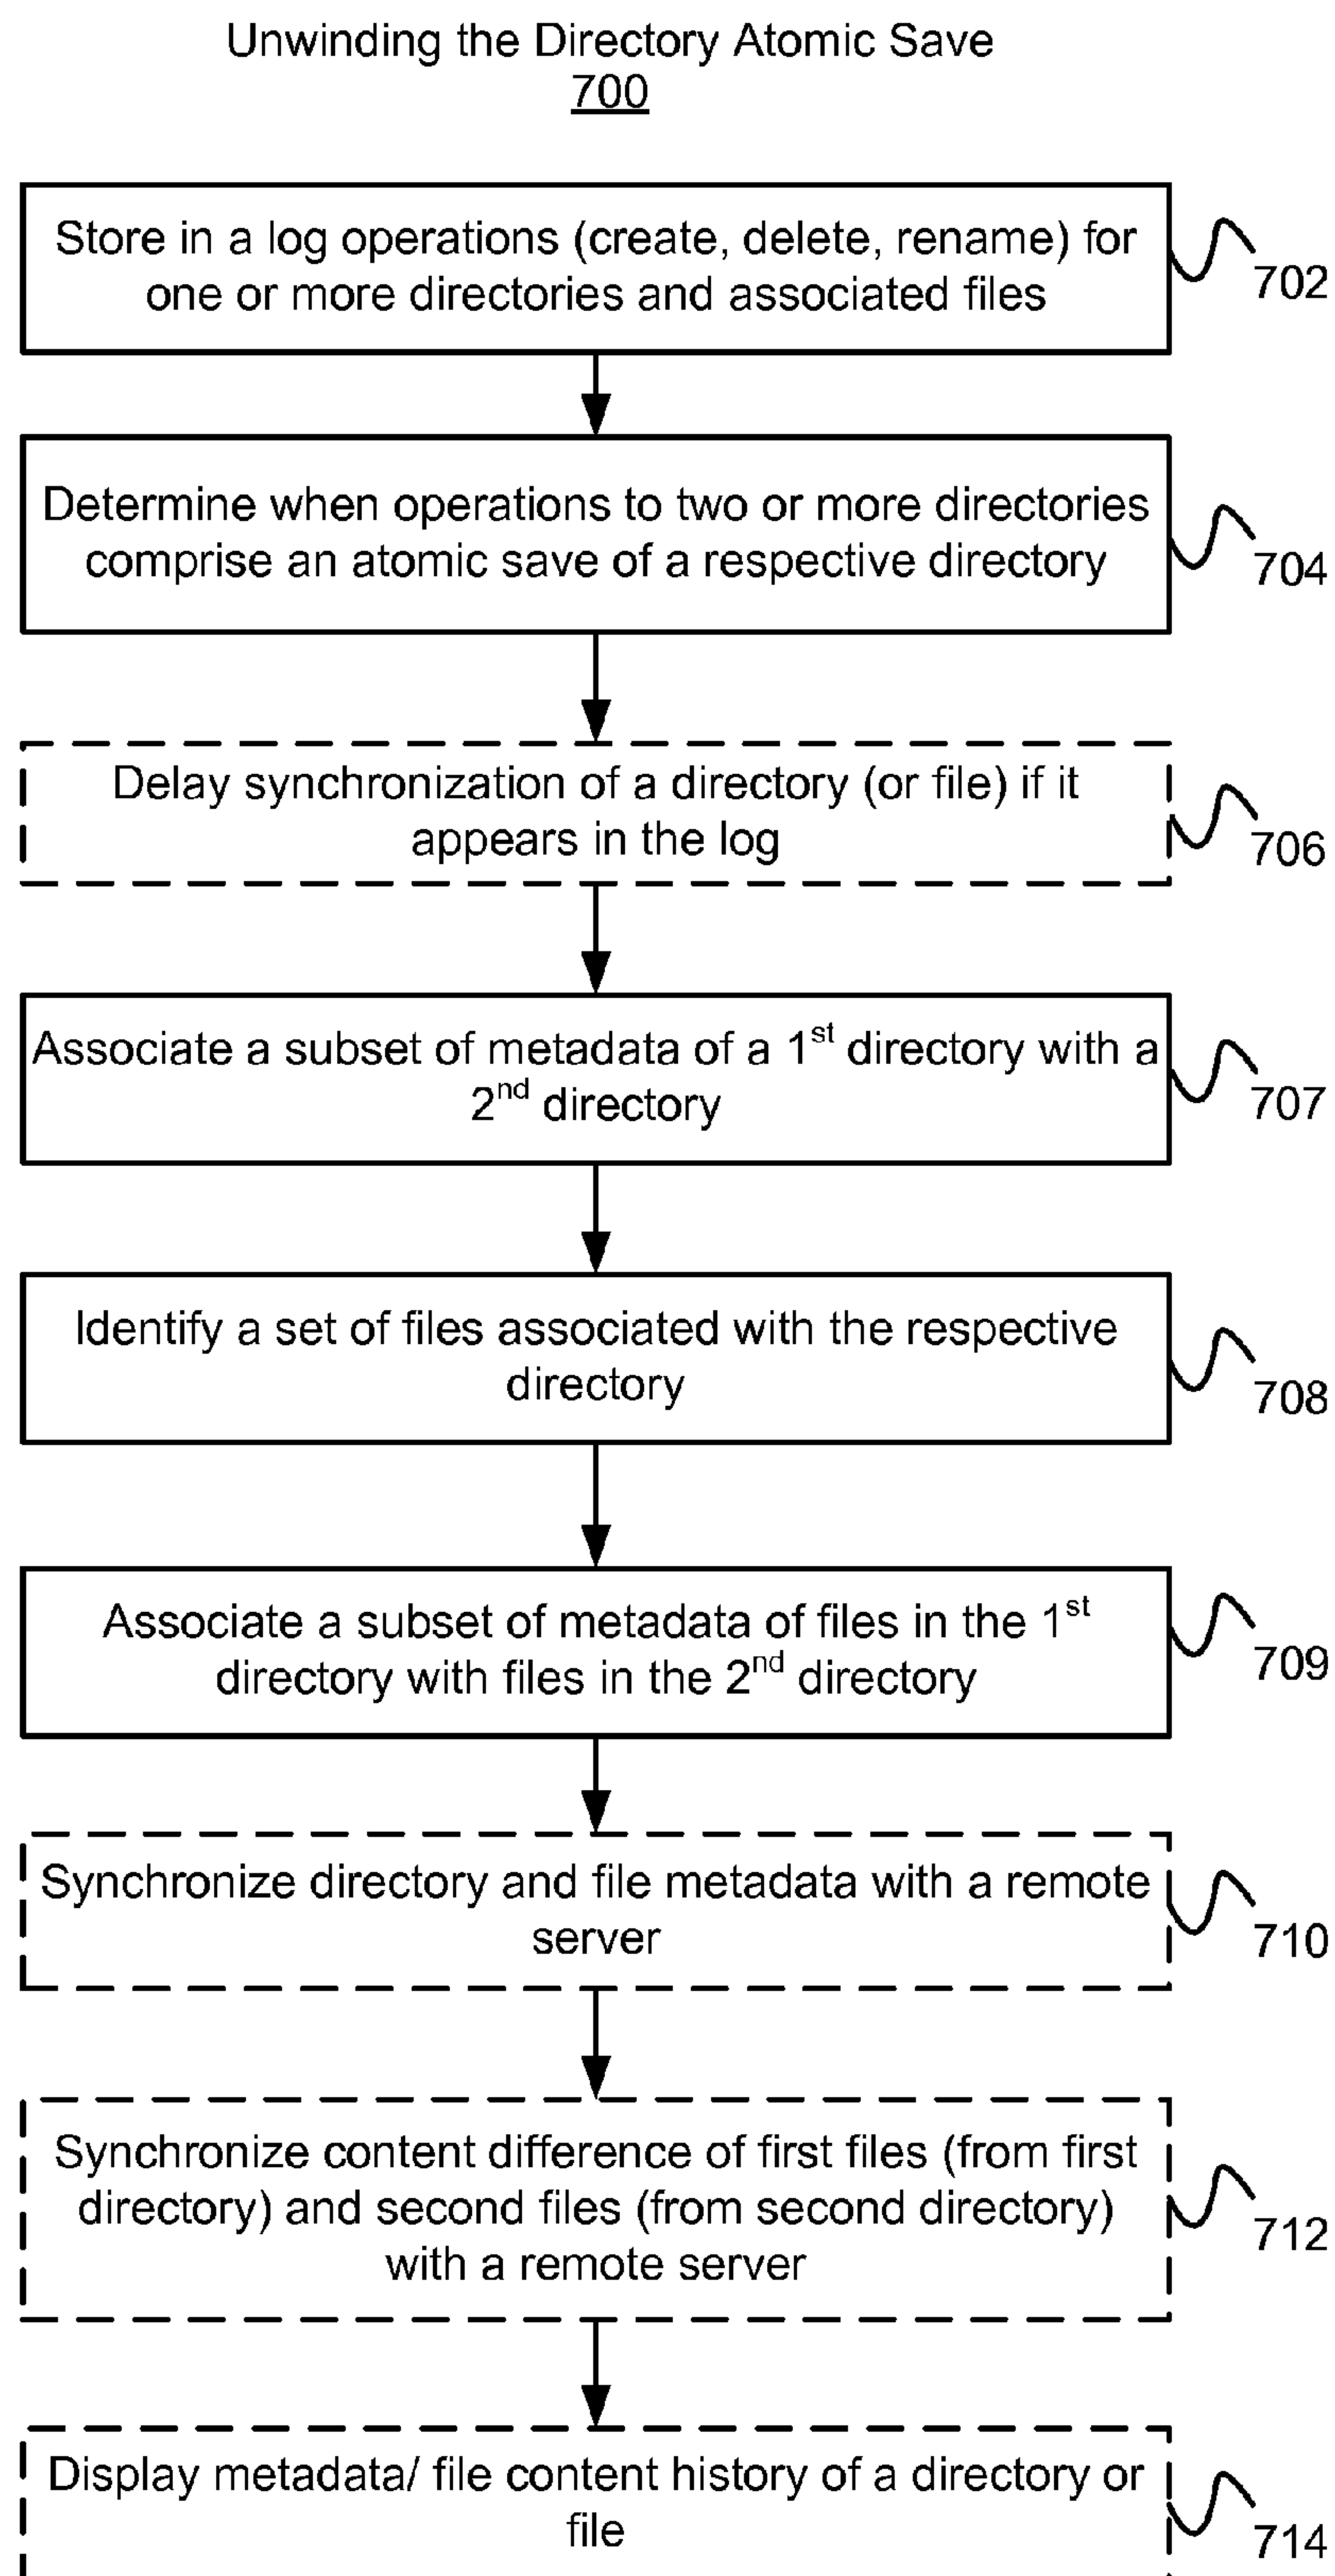 Unwinding the Directory Atomic Save
700
Store in a log operations (create, delete, rename) for
one or more directories and associated files
702
Determine when operations to two or more directories
comprise an atomic save of a respective directory
704
Delay synchronization of a directory (or file) if it
appears in the log
706
Associate a subset of metadata of a 1st directory with a
2nd directory
707
Identify a set of files associated with the respective
directory
708
Associate a subset of metadata of files in the 1st
directory with files in the 2nd directory
709
Synchronize directory and file metadata with a remote
server
710
Synchronize content difference of first files (from first
directory) and second files (from second directory)
with a remote server
712
Display metadata/ file content history of a directory or
file
714